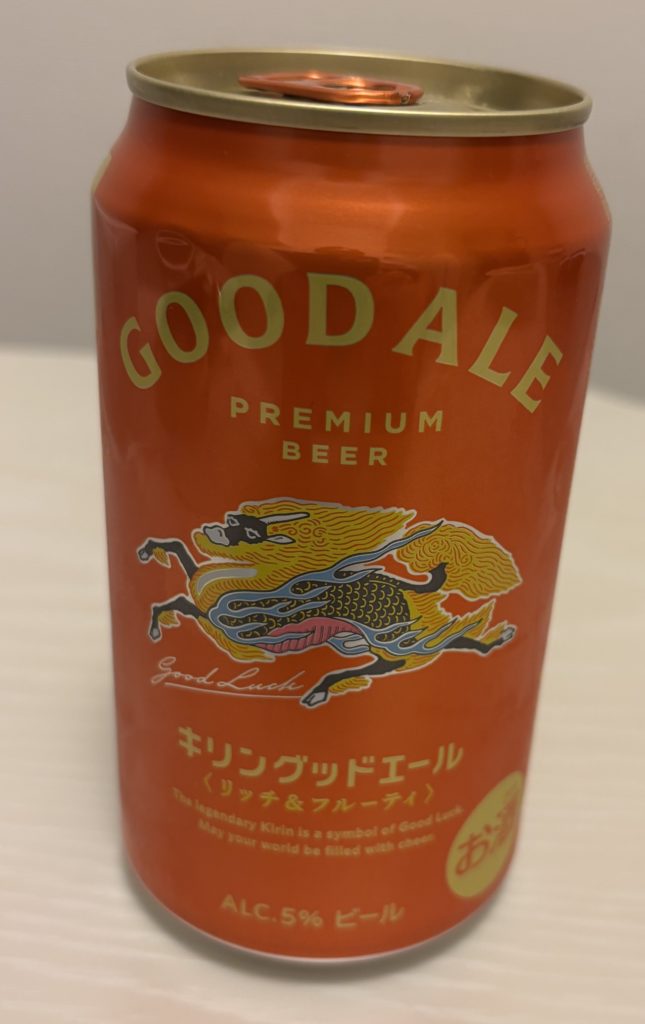 GOOD ALE
PREMIUM
BEER
Good Luck
キリングッドエール
〈リッチ&フルーティ〉
The legendary Kirin is a symbol of Good Luck.
May your world be filled with cheer.
お酒
ALC.5% ビール